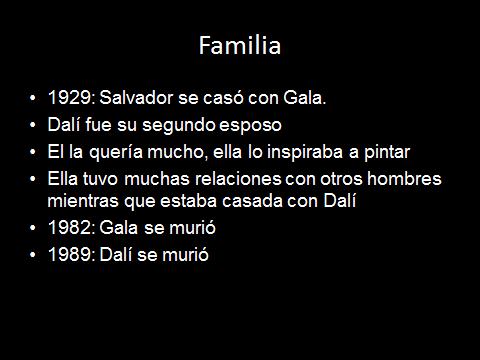 Familia
• 1929: Salvador se casó con Gala.
• Dalí fue su segundo esposo
• El la quería mucho, ella lo inspiraba a pintar
• Ella tuvo muchas relaciones con otros hombres
mientras que estaba casada con Dalí
• 1982: Gala se murió
• 1989: Dalí se murió